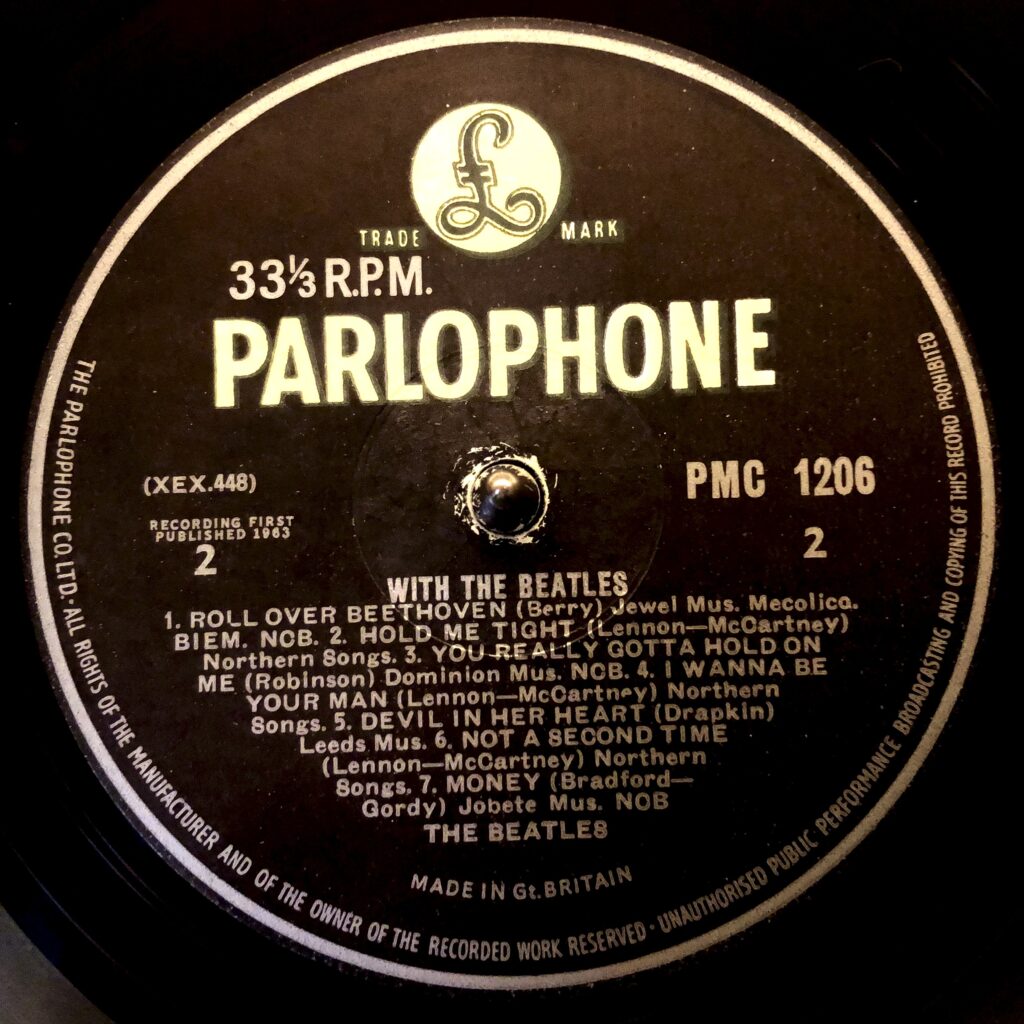 £
TRADE MARK
33⅓ R.P.M.
PARLOPHONE
(XEX.448)
PMC 1206
RECORDING FIRST
PUBLISHED 1963
2
2
WITH THE BEATLES
1. ROLL OVER BEETHOVEN (Berry) Jewel Mus. Mecolico.
BIEM. NCB. 2. HOLD ME TIGHT (Lennon—McCartney)
Northern Songs. 3. YOU REALLY GOTTA HOLD ON
ME (Robinson) Dominion Mus. NCB. 4. I WANNA BE
YOUR MAN (Lennon—McCartney) Northern
Songs. 5. DEVIL IN HER HEART (Drapkin)
Leeds Mus. 6. NOT A SECOND TIME
(Lennon—McCartney) Northern
Songs. 7. MONEY (Bradford—
Gordy) Jobete Mus. NCB
THE BEATLES
MADE IN Gt. BRITAIN
THE PARLOPHONE CO. LTD· ALL RIGHTS OF THE MANUFACTURER AND OF THE OWNER OF THE RECORDED WORK RESERVED · UNAUTHORISED PUBLIC PERFORMANCE BROADCASTING AND COPYING OF THIS RECORD PROHIBITED